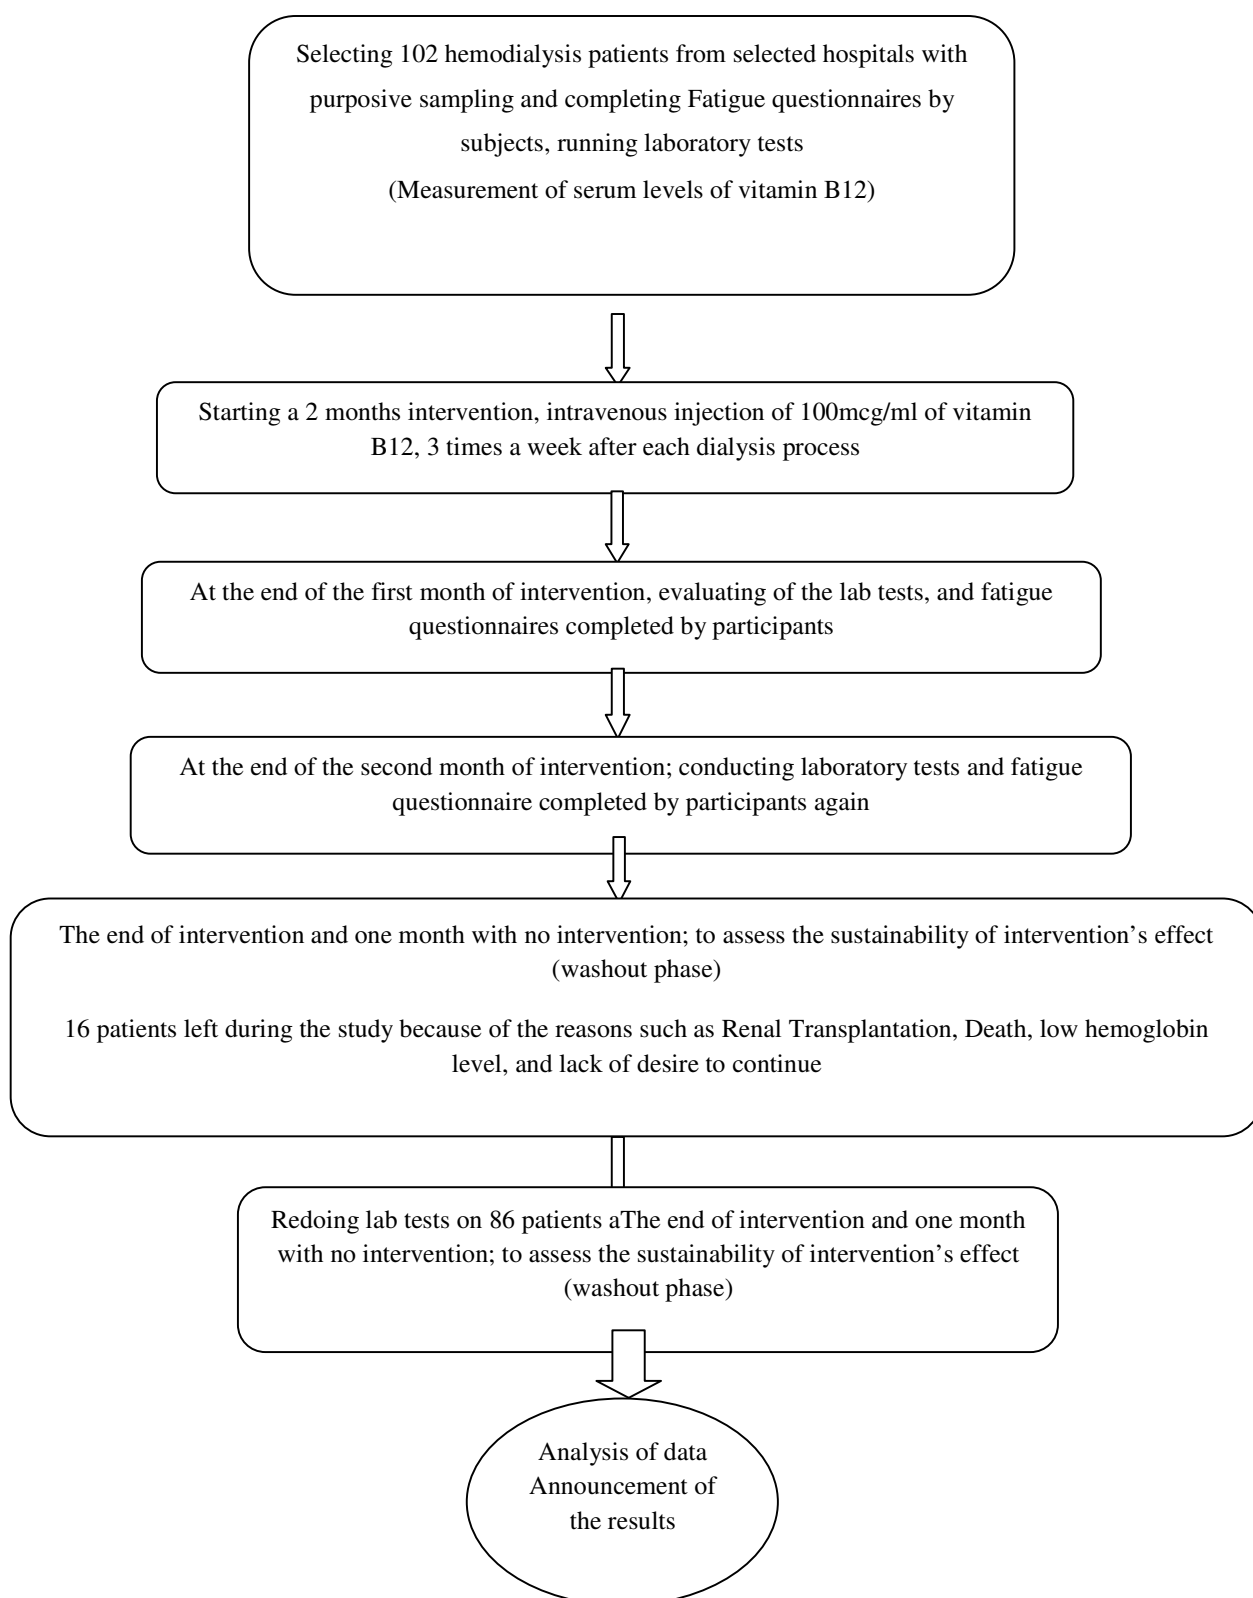 Selecting 102 hemodialysis patients from selected hospitals with
purposive sampling and completing Fatigue questionnaires by
subjects, running laboratory tests
(Measurement of serum levels of vitamin B12)
Starting a 2 months intervention, intravenous injection of 100mcg/ml of vitamin
B12, 3 times a week after each dialysis process
At the end of the first month of intervention, evaluating of the lab tests, and fatigue
questionnaires completed by participants
At the end of the second month of intervention; conducting laboratory tests and fatigue
questionnaire completed by participants again
The end of intervention and one month with no intervention; to assess the sustainability of intervention’s effect
(washout phase)
16 patients left during the study because of the reasons such as Renal Transplantation, Death, low hemoglobin
level, and lack of desire to continue
Redoing lab tests on 86 patients aThe end of intervention and one month
with no intervention; to assess the sustainability of intervention’s effect
(washout phase)
Analysis of data
Announcement of
the results